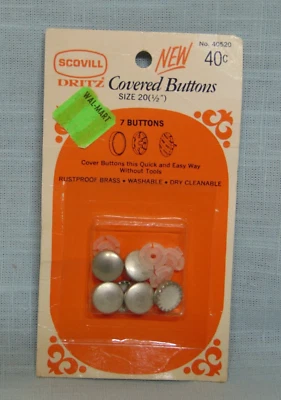 No. 40520
SCOVILL
DRITZ
NEW
40¢
WAL-MART
Covered Buttons
SIZE 20 (½")
7 BUTTONS
Cover Buttons this Quick and Easy Way
Without Tools
RUSTPROOF BRASS • WASHABLE • DRY CLEANABLE